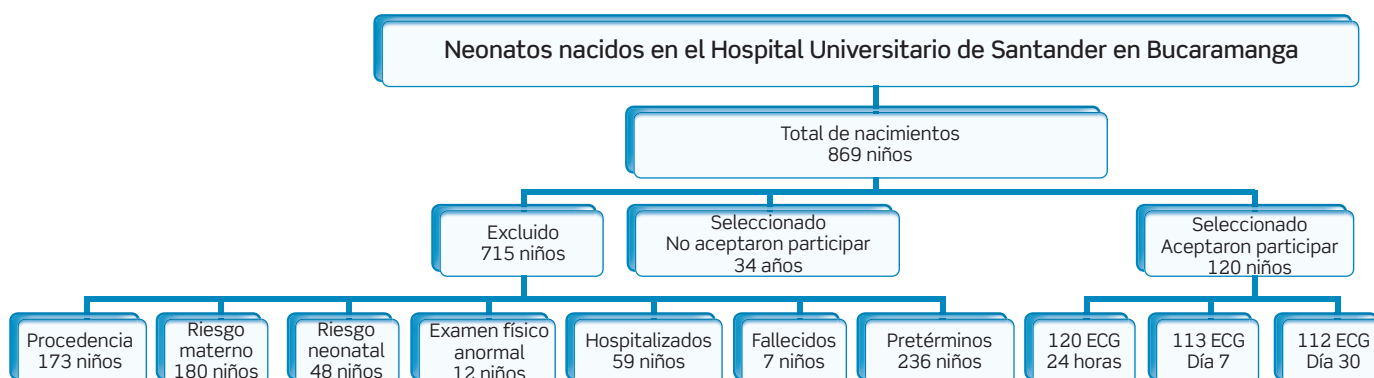 Neonatos nacidos en el Hospital Universitario de Santander en Bucaramanga
Total de nacimientos
869 niños
Excluido
715 niños
Seleccionado
No aceptaron participar
34 años
Seleccionado
Aceptaron participar
120 niños
Procedencia
173 niños
Riesgo
materno
180 niños
Riesgo
neonatal
48 niños
Examen físico
anormal
12 niños
Hospitalizados
59 niños
Fallecidos
7 niños
Pretérminos
236 niños
120 ECG
24 horas
113 ECG
Día 7
112 ECG
Día 30